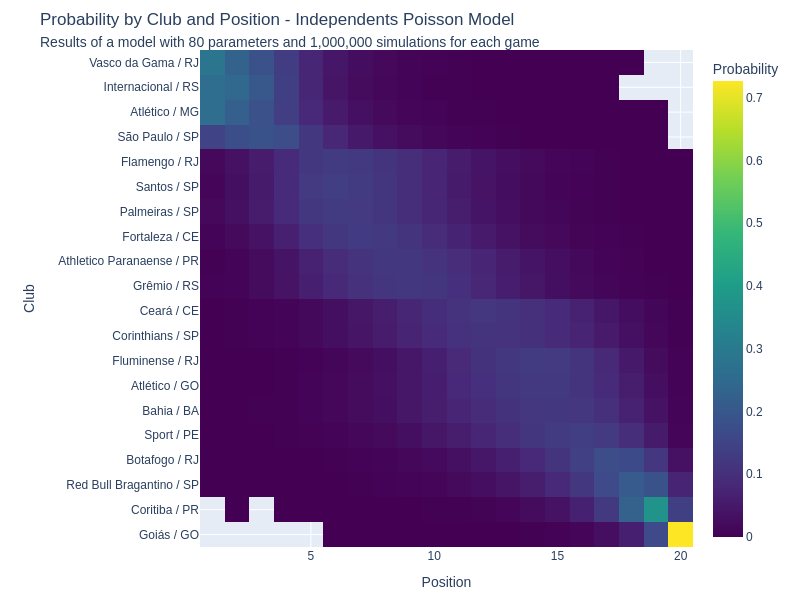 Probability by Club and Position - Independents Poisson Model
Results of a model with 80 parameters and 1,000,000 simulations for each game
Probability
Club
Vasco da Gama / RJ
Internacional / RS
Atlético / MG
São Paulo / SP
Flamengo / RJ
Santos / SP
Palmeiras / SP
Fortaleza / CE
Athletico Paranaense / PR
Grêmio / RS
Ceará / CE
Corinthians / SP
Fluminense / RJ
Atlético / GO
Bahia / BA
Sport / PE
Botafogo / RJ
Red Bull Bragantino / SP
Coritiba / PR
Goiás / GO
0.7
0.6
0.5
0.4
0.3
0.2
0.1
0
5 10 15 20
Position